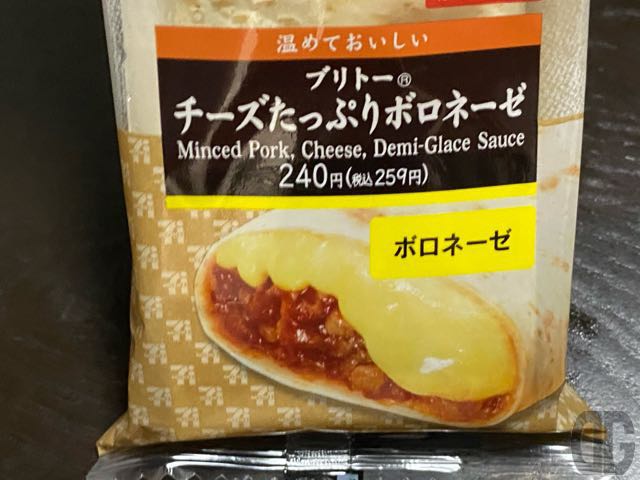 温めておいしい
ブリトー®
チーズたっぷりボロネーゼ
Minced Pork, Cheese, Demi-Glace Sauce
240円(税込259円)
ボロネーゼ